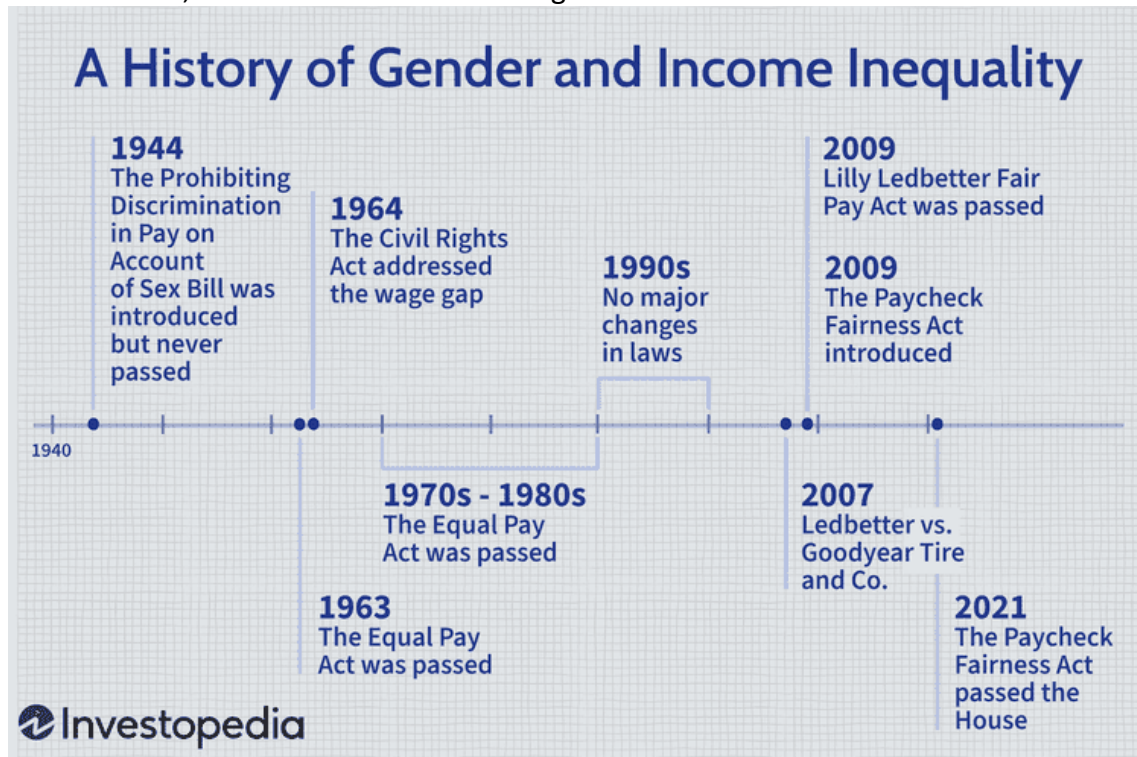 A History of Gender and Income Inequality
1944
The Prohibiting
Discrimination
in Pay on
Account
of Sex Bill was
introduced
but never
passed
1964
The Civil Rights
Act addressed
the wage gap
1990s
No major
changes
in laws
2009
Lilly Ledbetter Fair
Pay Act was passed
2009
The Paycheck
Fairness Act
introduced
1940
1970s - 1980s
The Equal Pay
Act was passed
1963
The Equal Pay
Act was passed
2007
Ledbetter vs.
Goodyear Tire
and Co.
2021
The Paycheck
Fairness Act
passed the
House
Investopedia